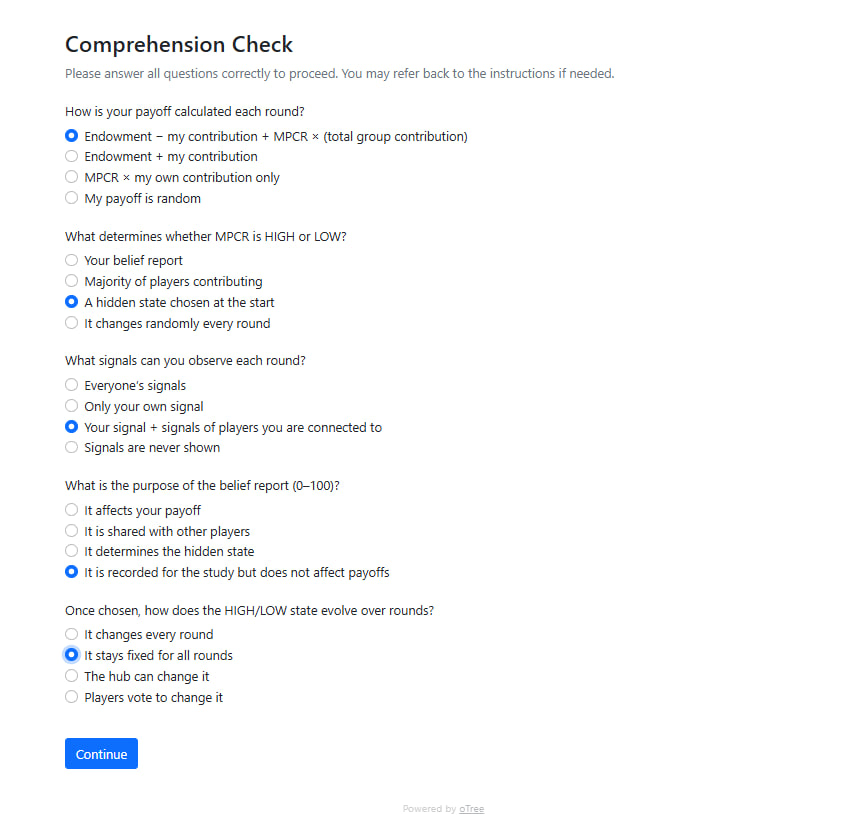 Comprehension Check
Please answer all questions correctly to proceed. You may refer back to the instructions if needed.
How is your payoff calculated each round?
Endowment − my contribution + MPCR × (total group contribution)
Endowment + my contribution
MPCR × my own contribution only
My payoff is random
What determines whether MPCR is HIGH or LOW?
Your belief report
Majority of players contributing
A hidden state chosen at the start
It changes randomly every round
What signals can you observe each round?
Everyone's signals
Only your own signal
Your signal + signals of players you are connected to
Signals are never shown
What is the purpose of the belief report (0–100)?
It affects your payoff
It is shared with other players
It determines the hidden state
It is recorded for the study but does not affect payoffs
Once chosen, how does the HIGH/LOW state evolve over rounds?
It changes every round
It stays fixed for all rounds
The hub can change it
Players vote to change it
Continue
Powered by oTree